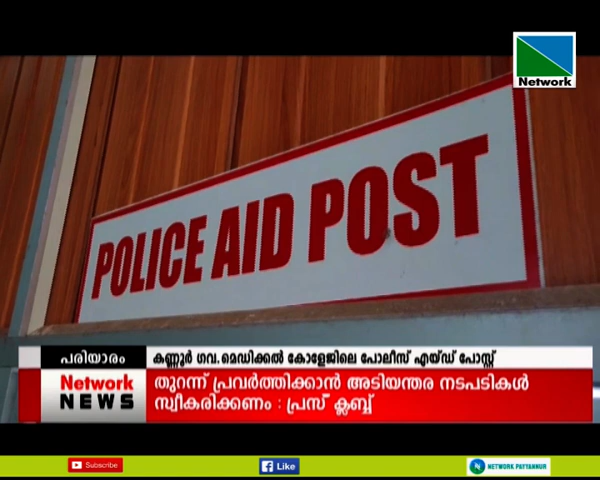 Network
POLICE AID POST
പരിയാരം
കണ്ണൂർ ഗവ.മെഡിക്കൽ കോളേജിലെ പോലീസ് എയ്ഡ് പോസ്റ്റ്
Network
NEWS
തുറന്ന് പ്രവർത്തിക്കാൻ അടിയന്തര നടപടികൾ
സ്വീകരിക്കണം : പ്രസ് ക്ലബ്ബ്
Subscribe
Like
NETWORK PAYYANNUR